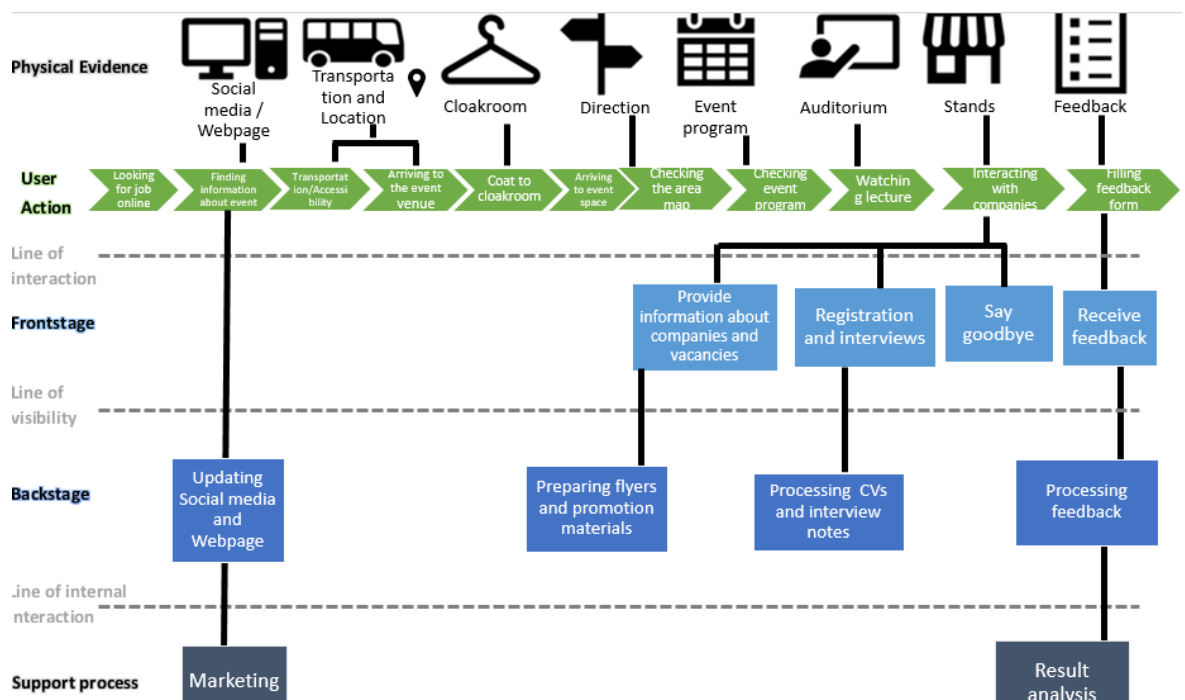 Physical Evidence
Social
media /
Webpage
Transporta
tion and
Location
Cloakroom
Direction
Event
program
Auditorium
Stands
Feedback
User
Action
Looking
for job
online
Finding
information
about event
Transportat
ion/Accessi
bility
Arriving to
the event
venue
Coat to
cloakroom
Arriving
to event
space
Checking
the area
map
Checking
event
program
Watchin
g lecture
Interacting
with
companies
Filling
feedback
form
Line of
interaction
Frontstage
Provide
information about
companies and
vacancies
Registration
and interviews
Say
goodbye
Receive
feedback
Line of
visibility
Backstage
Updating
Social media
and
Webpage
Preparing flyers
and promotion
materials
Processing CVs
and interview
notes
Processing
feedback
Line of internal
interaction
Support process
Marketing
Result
analysis